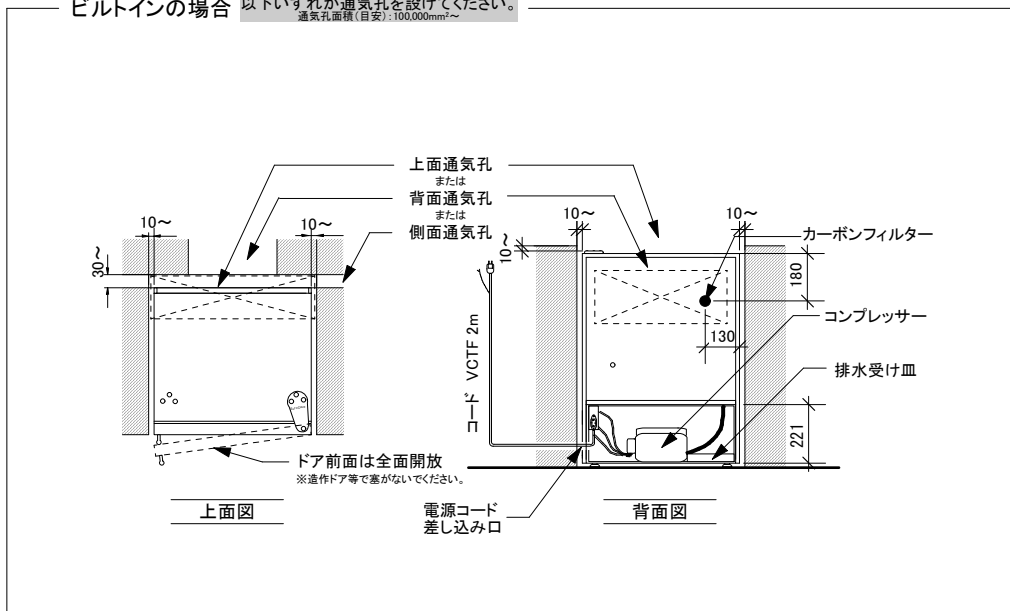 ビルトインの場合
以下いずれか通気孔を設けてください。
通気孔面積(目安):100,000mm²~
上面通気孔
または
背面通気孔
または
側面通気孔
10~
10~
30~
ドア前面は全面開放
※造作ドア等で塞がないでください。
上面図
10~
10~
10~
カーボンフィルター
180
コンプレッサー
130
排水受け皿
221
コード VCTF 2m
電源コード
差し込み口
背面図